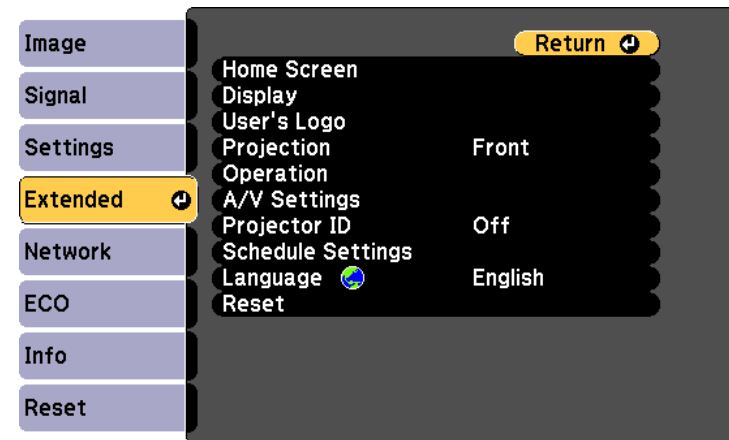 Image
Signal
Settings
Extended
Network
ECO
Info
Reset
Return
Home Screen
Display
User's Logo
Projection Front
Operation
A/V Settings
Projector ID Off
Schedule Settings
Language English
Reset